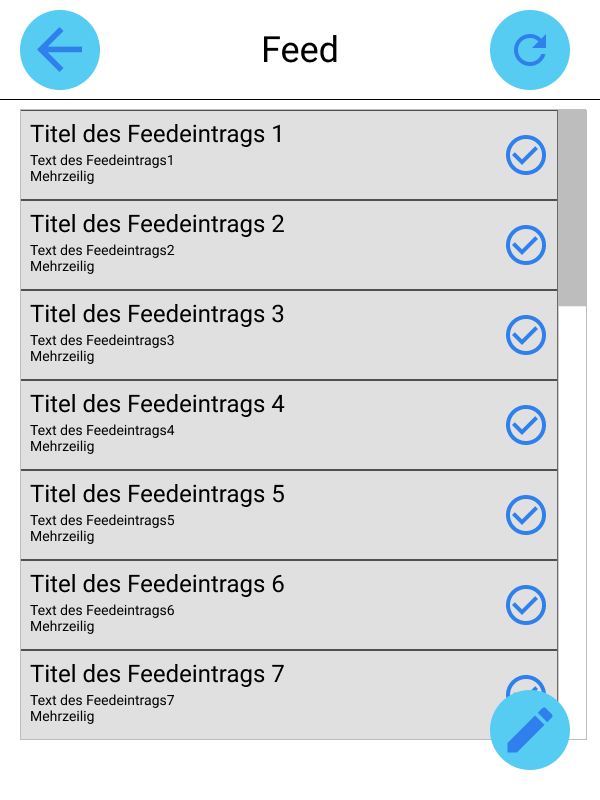 Feed
Titel des Feedeintrags 1
Text des Feedeintrags1
Mehrzeilig
Titel des Feedeintrags 2
Text des Feedeintrags2
Mehrzeilig
Titel des Feedeintrags 3
Text des Feedeintrags3
Mehrzeilig
Titel des Feedeintrags 4
Text des Feedeintrags4
Mehrzeilig
Titel des Feedeintrags 5
Text des Feedeintrags5
Mehrzeilig
Titel des Feedeintrags 6
Text des Feedeintrags6
Mehrzeilig
Titel des Feedeintrags 7
Text des Feedeintrags7
Mehrzeilig